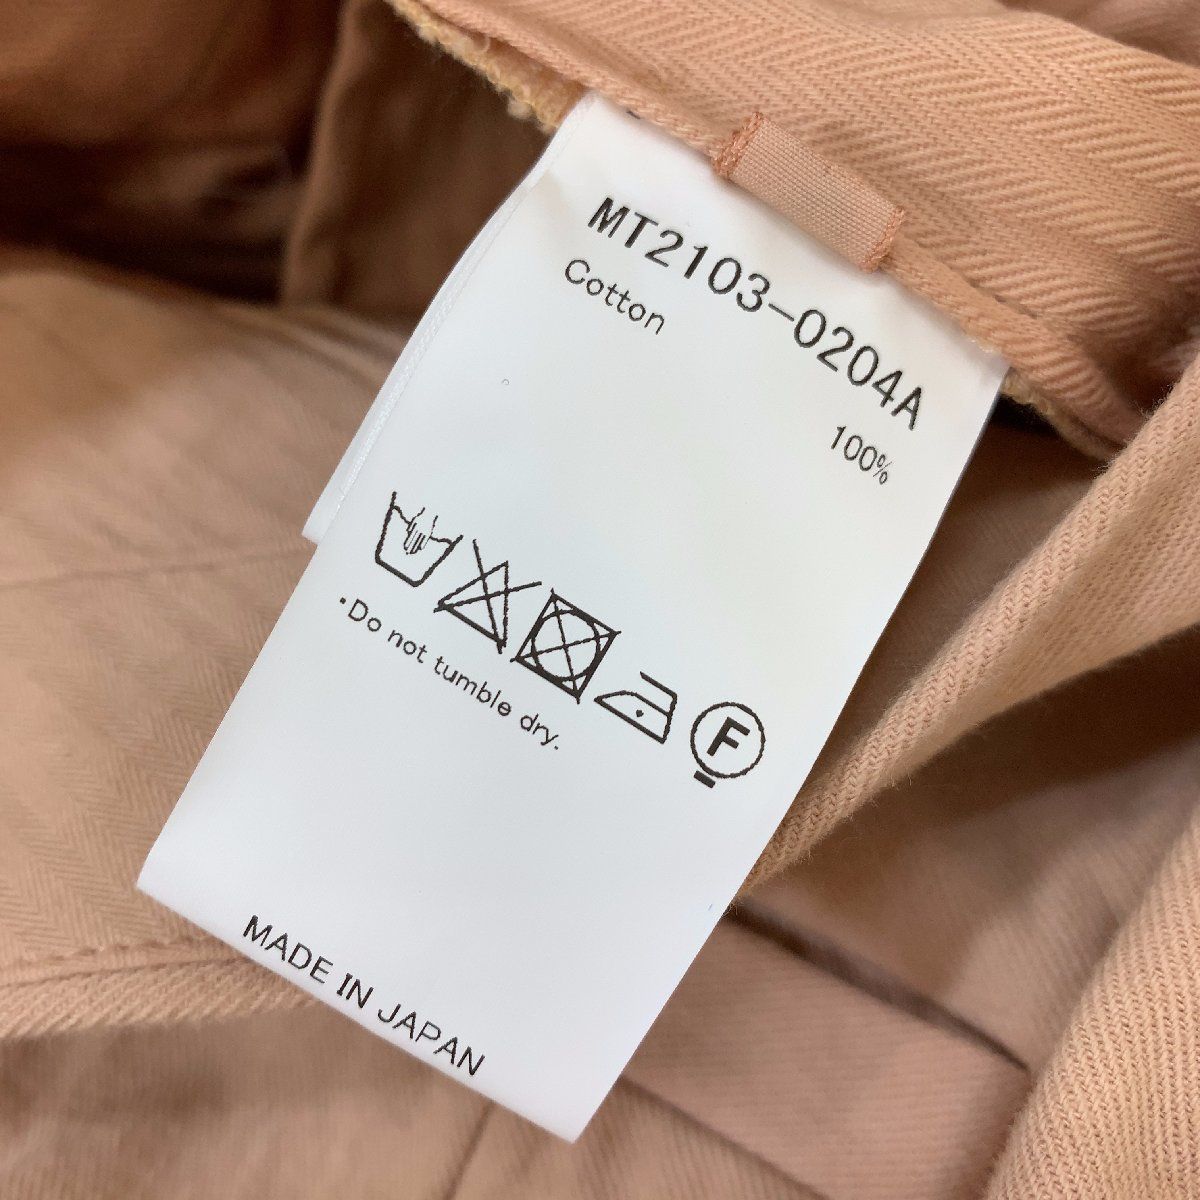 MT2103-0204A
Cotton 100%
F
·Do not tumble dry.
MADE IN JAPAN